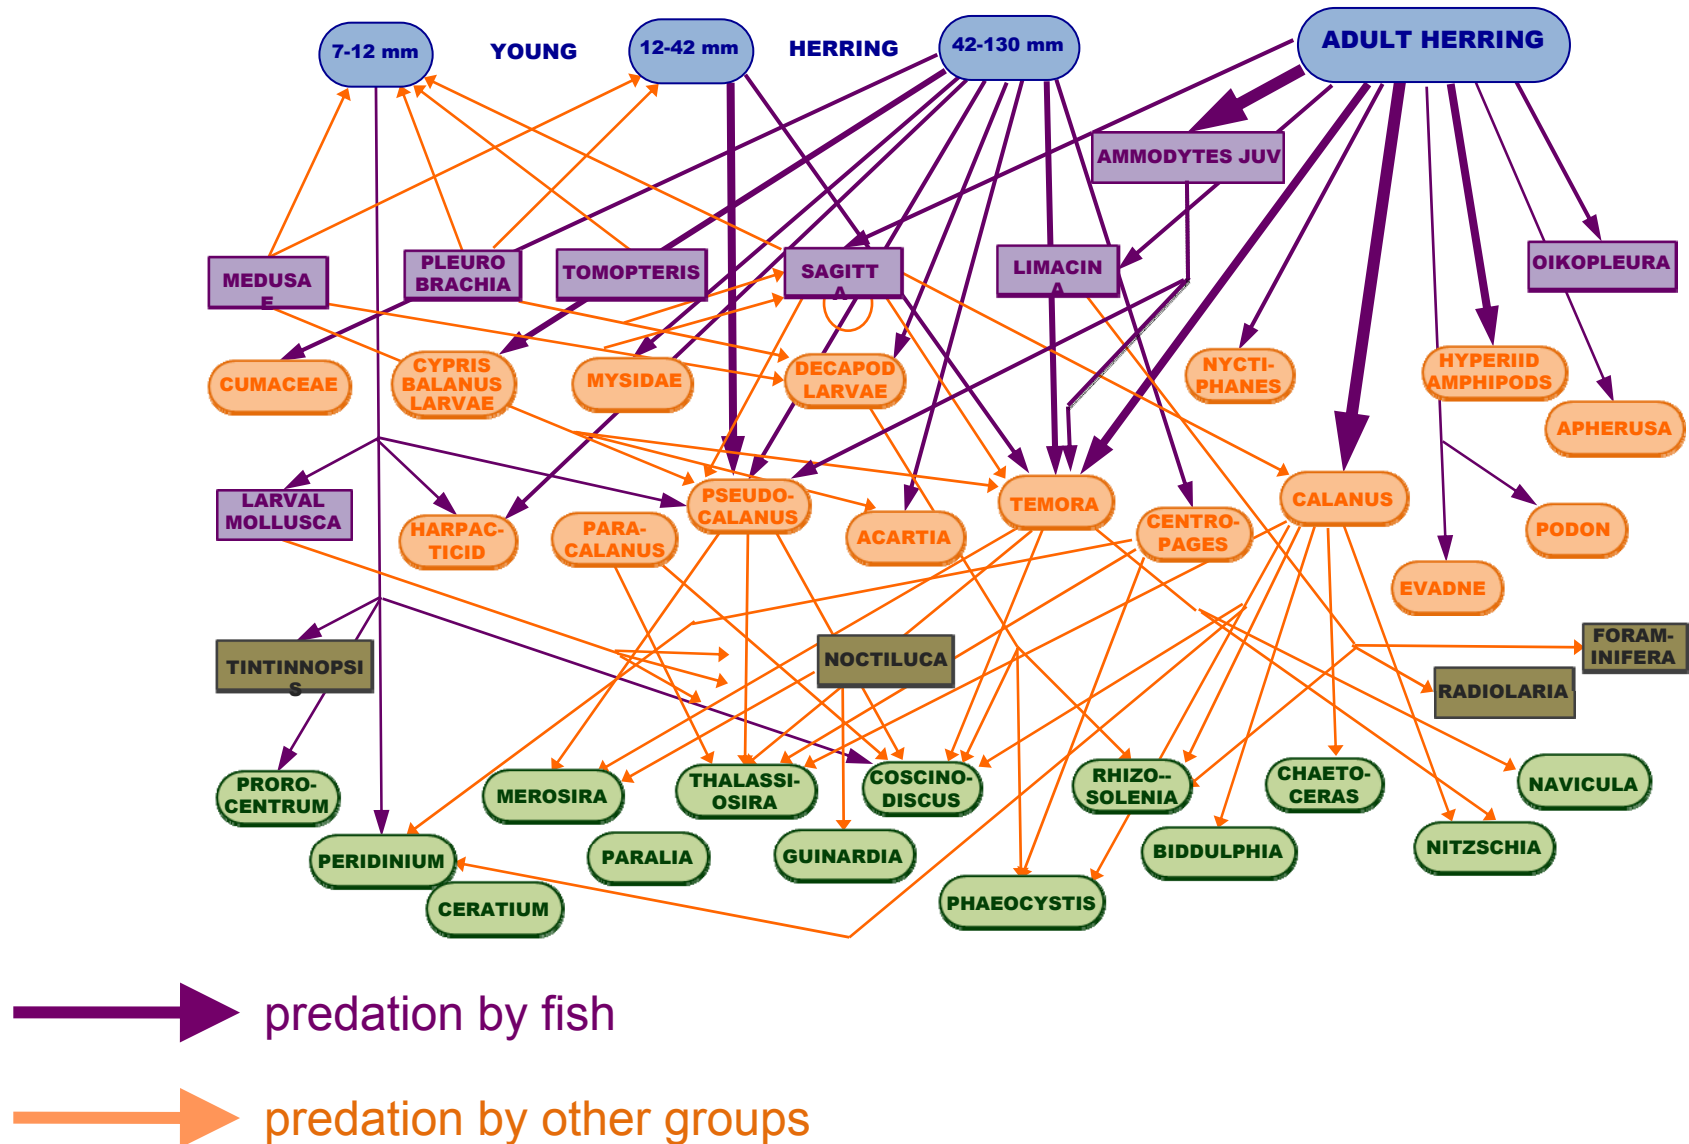 7-12 mm
YOUNG
12-42 mm
HERRING
42-130 mm
ADULT HERRING
AMMODYTES JUV
MEDUSA
E
PLEURO
BRACHIA
TOMOPTERIS
SAGITT
A
LIMACIN
A
OIKOPLEURA
CUMACEAE
CYPRIS
BALANUS
LARVAE
MYSIDAE
DECAPOD
LARVAE
NYCTI-
PHANES
HYPERIID
AMPHIPODS
APHERUSA
LARVAL
MOLLUSCA
HARPAC-
TICID
PARA-
CALANUS
PSEUDO-
CALANUS
ACARTIA
TEMORA
CENTRO-
PAGES
CALANUS
PODON
EVADNE
TINTINNOPSI
S
NOCTILUCA
FORAM-
INIFERA
RADIOLARIA
PRORO-
CENTRUM
MEROSIRA
THALASSI-
OSIRA
COSCINO-
DISCUS
RHIZO--
SOLENIA
CHAETO-
CERAS
NAVICULA
PERIDINIUM
PARALIA
GUINARDIA
BIDDULPHIA
NITZSCHIA
CERATIUM
PHAEOCYSTIS
predation by fish
predation by other groups